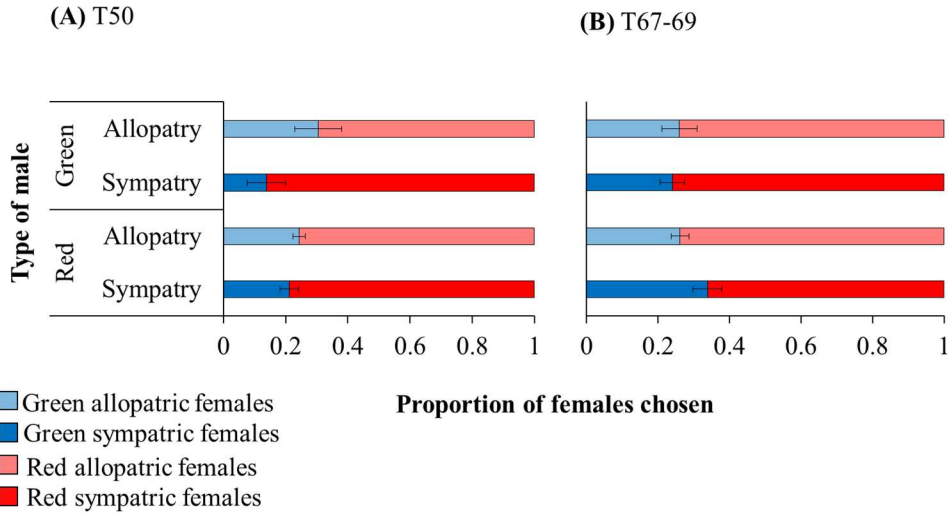 (A) T50
(B) T67-69
Type of male
Green
Allopatry
Sympatry
Red
Allopatry
Sympatry
0 0.2 0.4 0.6 0.8 1
0 0.2 0.4 0.6 0.8 1
Proportion of females chosen
Green allopatric females
Green sympatric females
Red allopatric females
Red sympatric females